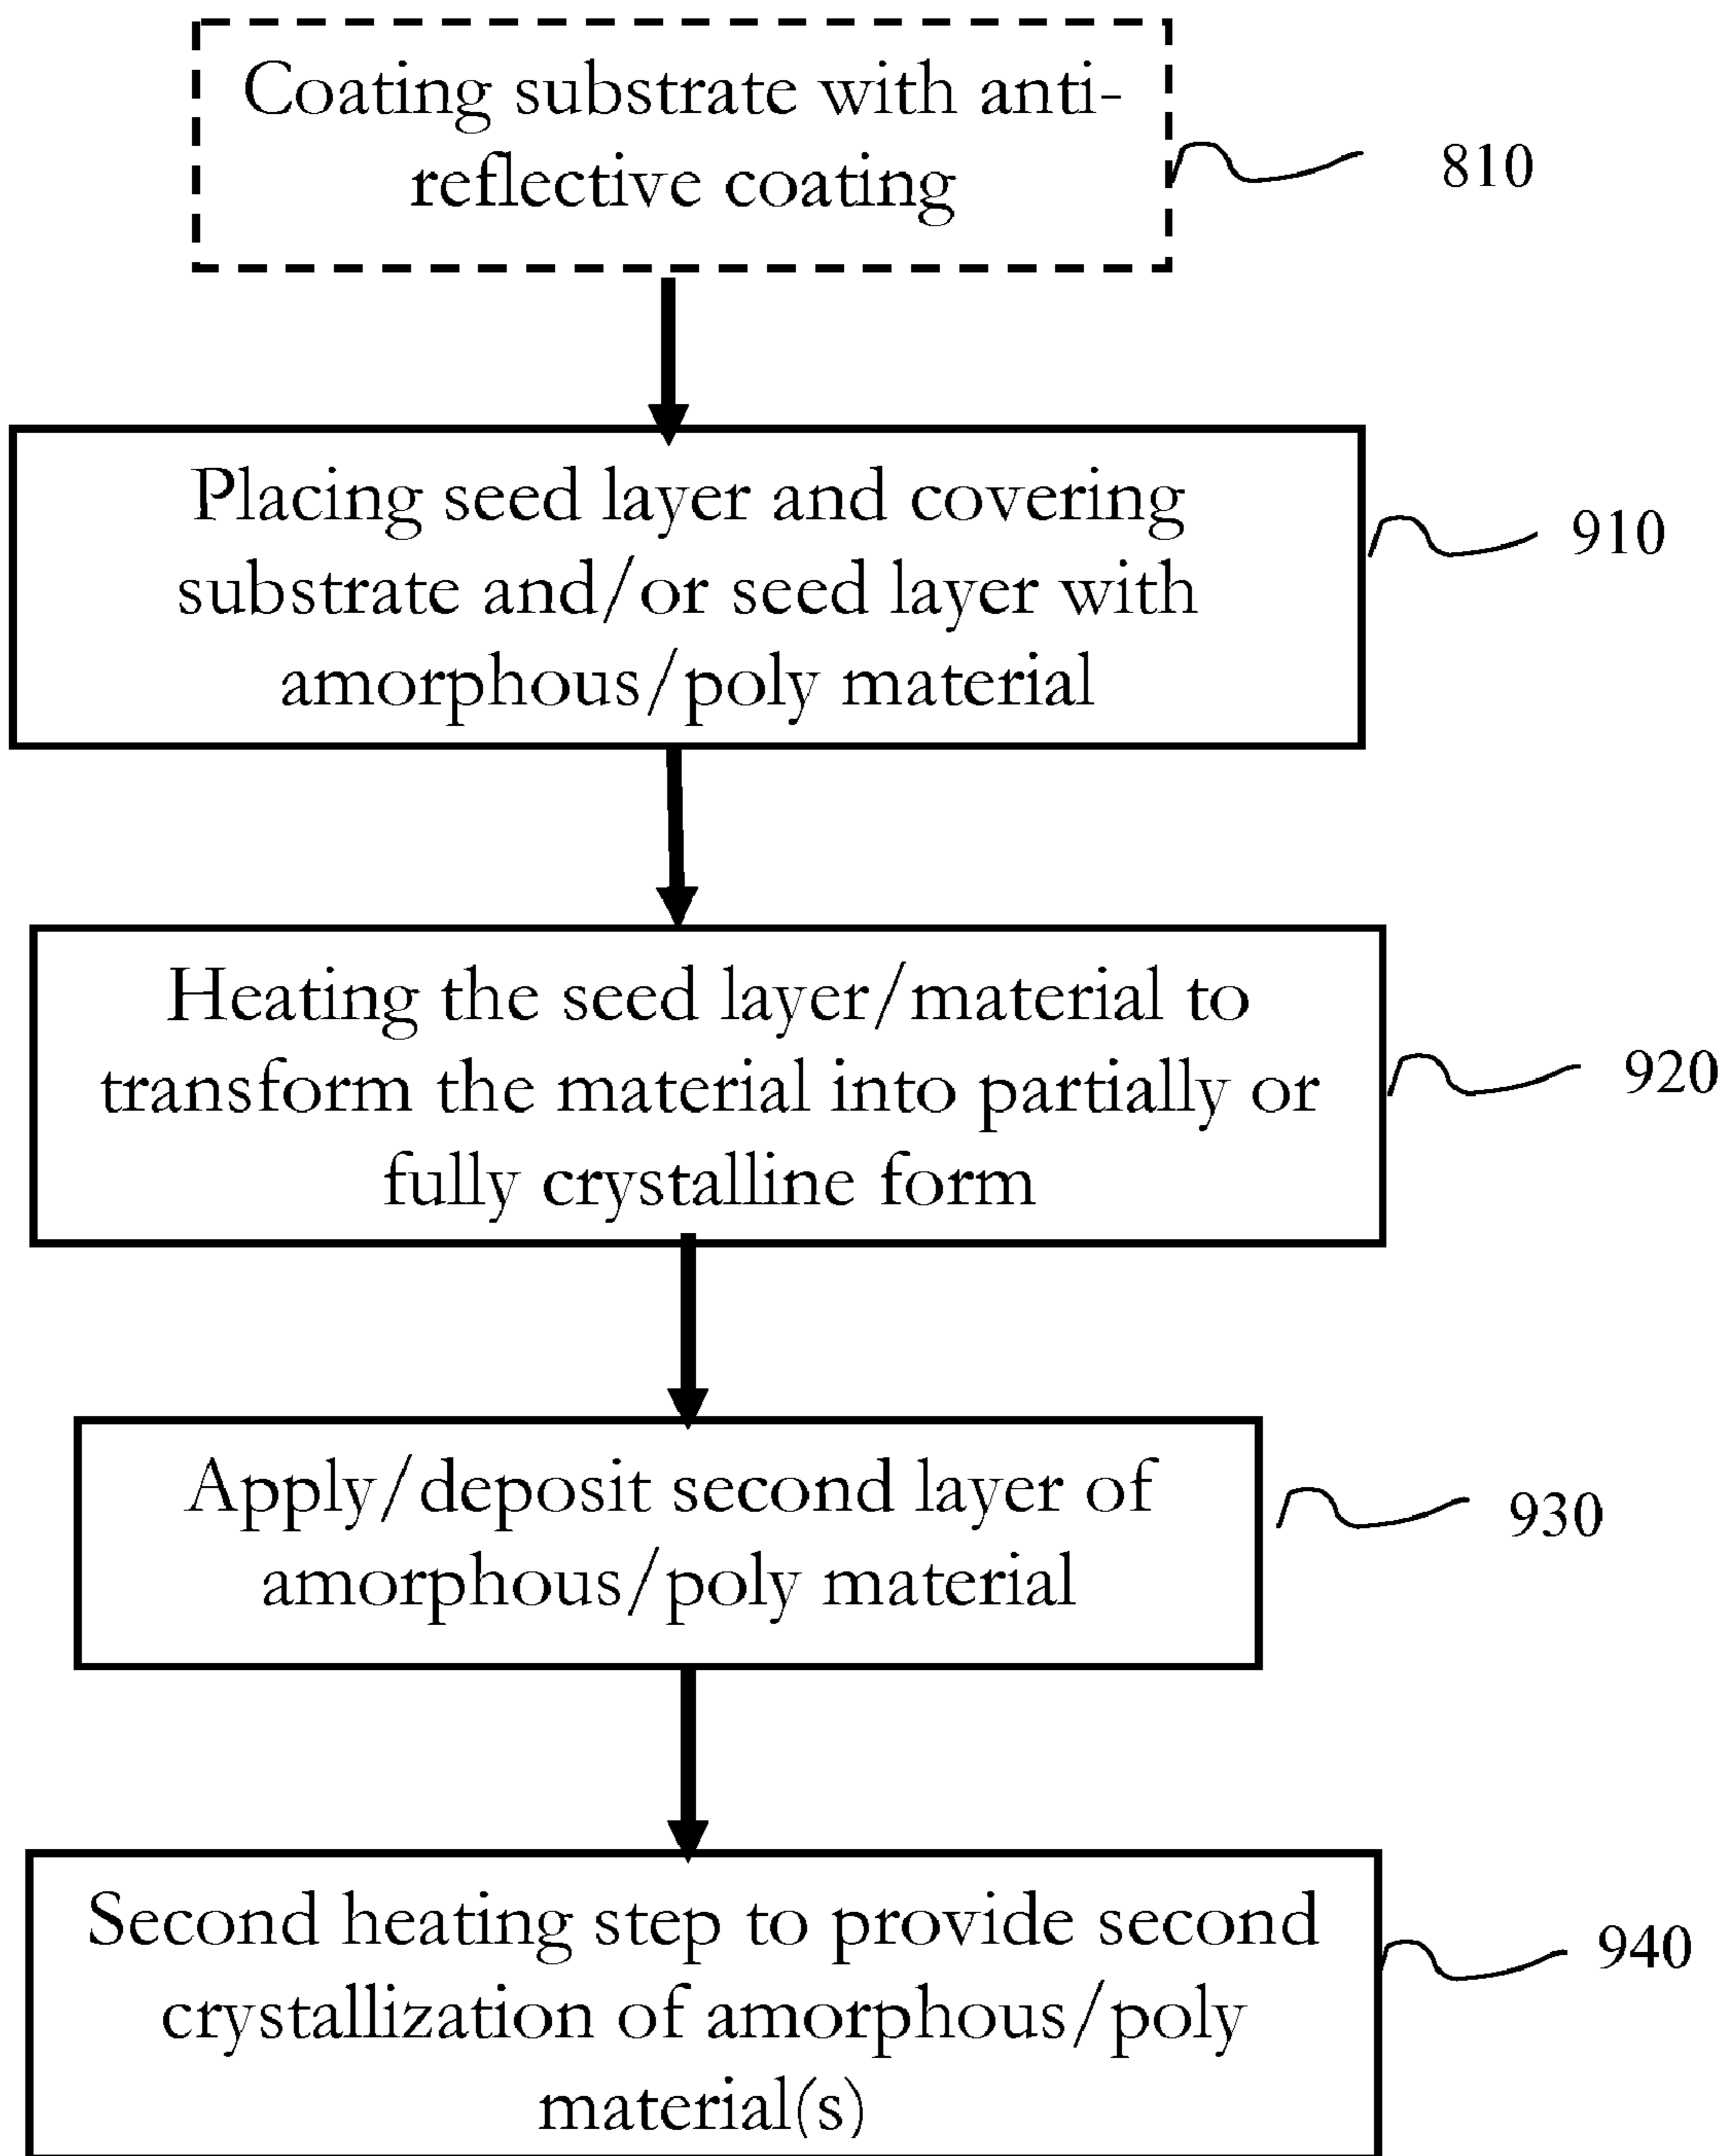 Coating substrate with anti-
reflective coating
810
Placing seed layer and covering
substrate and/or seed layer with
amorphous/poly material
910
Heating the seed layer/material to
transform the material into partially or
fully crystalline form
920
Apply/deposit second layer of
amorphous/poly material
930
Second heating step to provide second
crystallization of amorphous/poly
material(s)
940